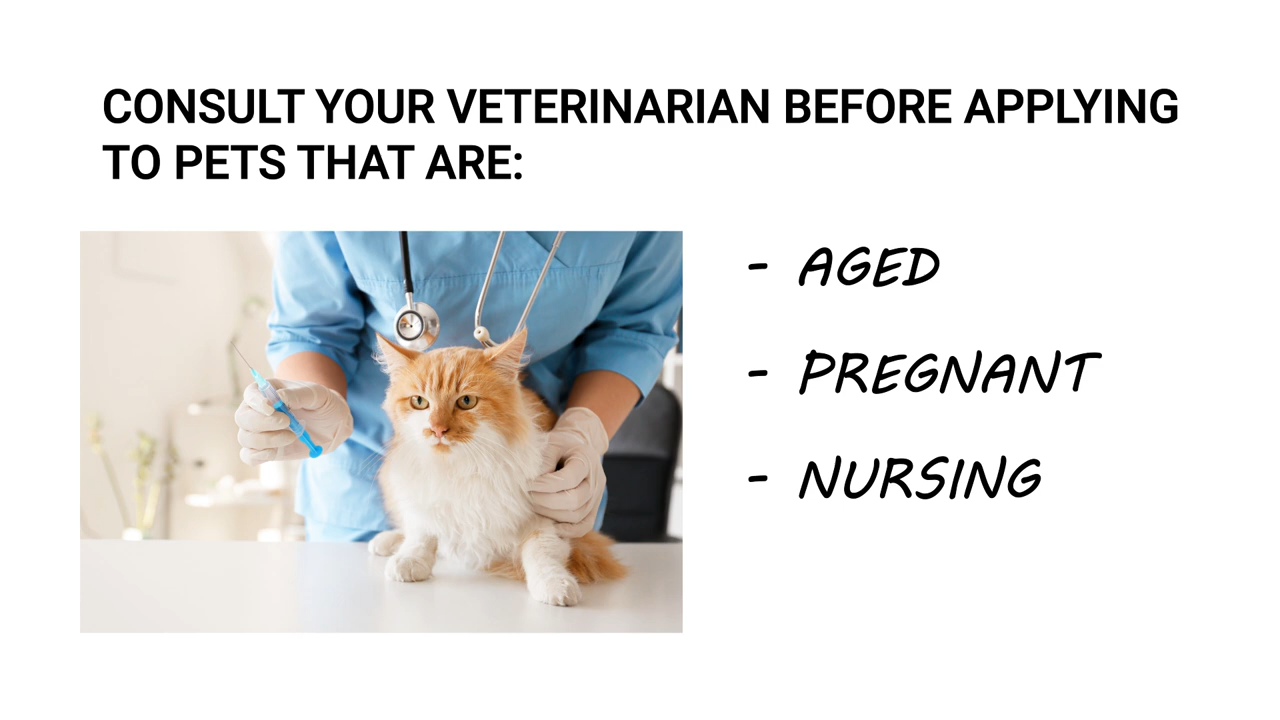 CONSULT YOUR VETERINARIAN BEFORE APPLYING
TO PETS THAT ARE:
- AGED
- PREGNANT
- NURSING